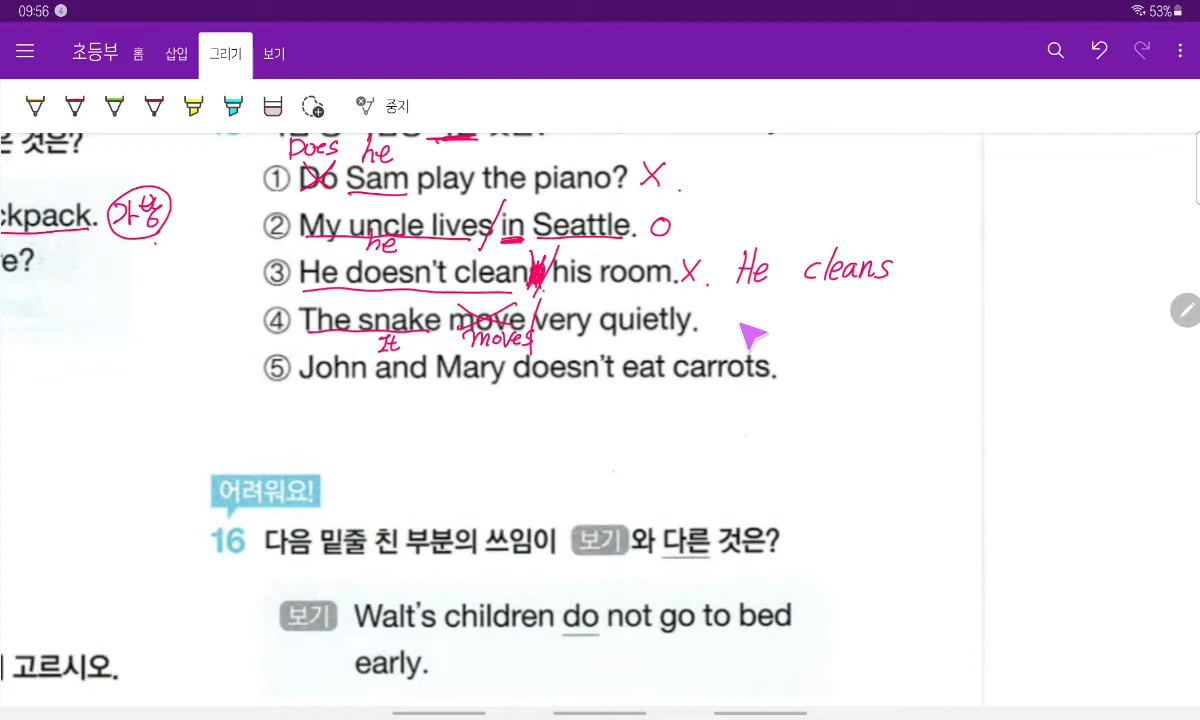 09:56 4 53%
초등부 홈 삽입 그리기 보기
중지
은 것은?
Does he
① Do Sam play the piano? X.
ckpack. 가방
② My uncle lives in Seattle. O
he
e?
③ He doesn't clean his room. X. He cleans
④ The snake move very quietly.
It moves
⑤ John and Mary doesn't eat carrots.
어려워요!
16 다음 밑줄 친 부분의 쓰임이 보기와 다른 것은?
보기 Walt's children do not go to bed
early.
고르시오.